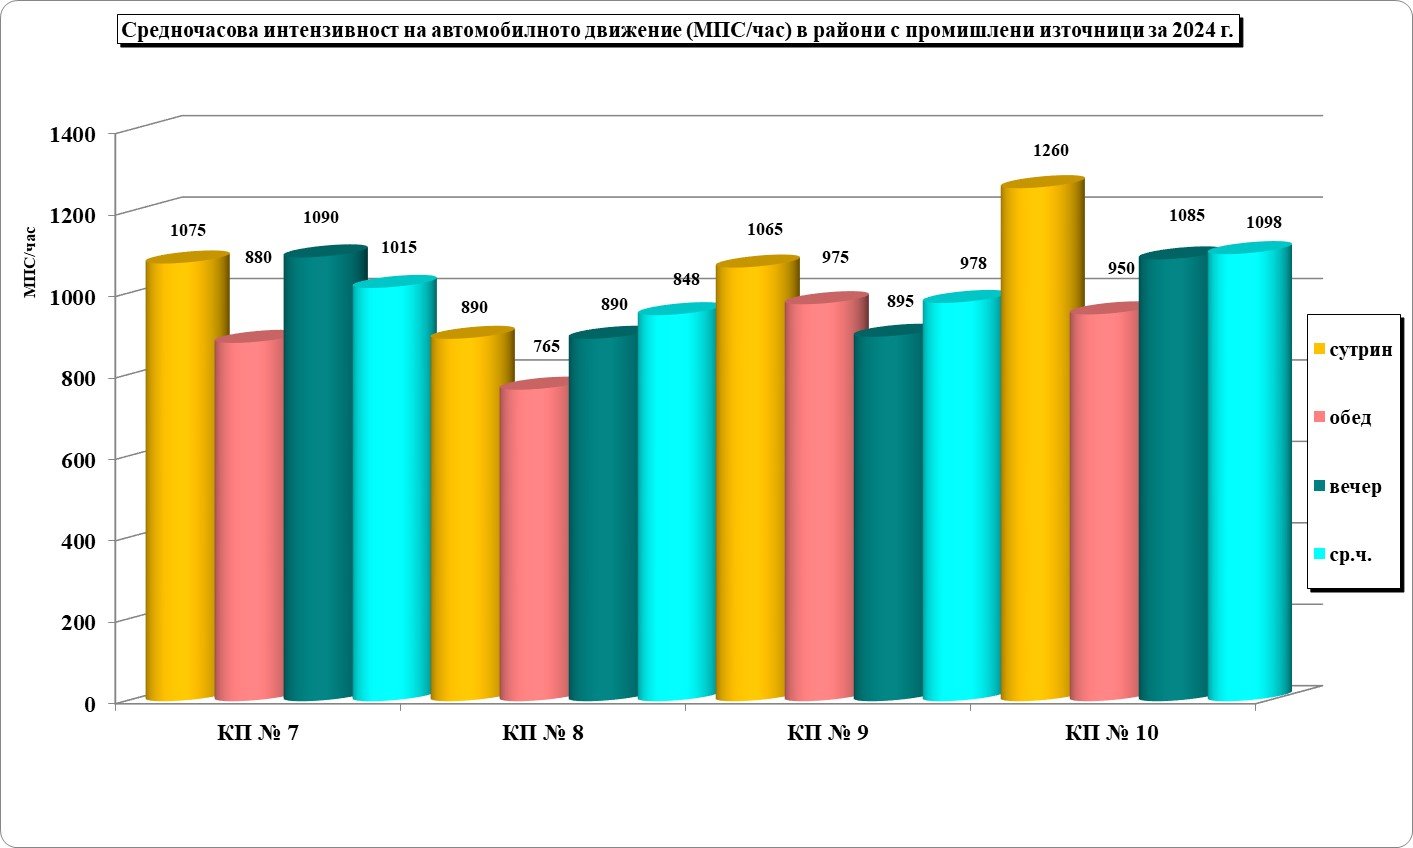 Средночасова интензивност на автомобилното движение (МПС/час) в райони с промишлени източници за 2024 г.
МПС/час
1400
1200
1000
800
600
400
200
0
1075
880
1090
1015
890
765
890
848
1065
975
895
978
1260
950
1085
1098
КП № 7
КП № 8
КП № 9
КП № 10
сутрин
обед
вечер
ср.ч.